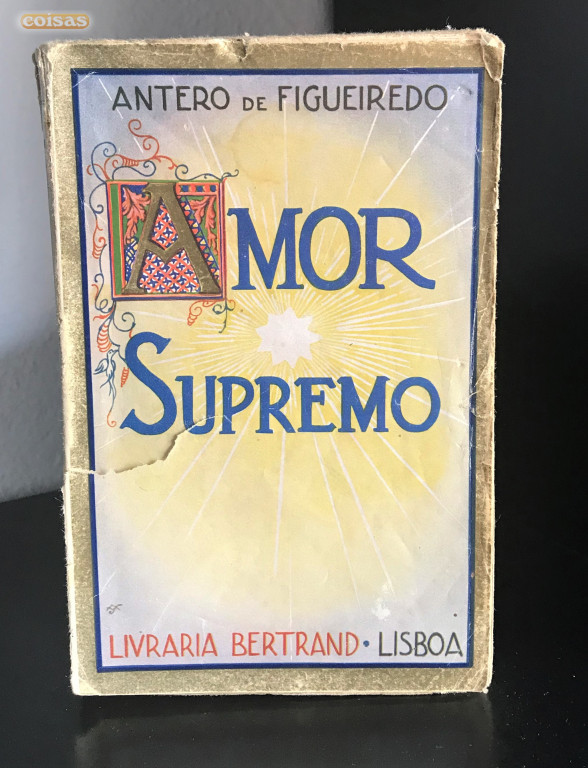 coisas
ANTERO DE FIGUEIREDO
AMOR
SUPREMO
LIVRARIA BERTRAND • LISBOA